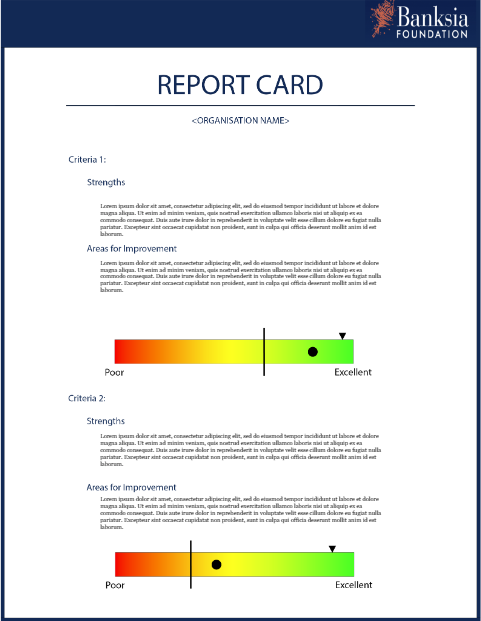 Banksia
FOUNDATION
REPORT CARD
<ORGANISATION NAME>
Criteria 1:
Strengths
Lorem ipsum dolor sit amet, consectetur adipiscing elit, sed do eiusmod tempor incididunt ut labore et dolore
magna aliqua. Ut enim ad minim veniam, quis nostrud exercitation ullamco laboris nisi ut aliquip ex ea
commodo consequat. Duis aute irure dolor in reprehenderit in voluptate velit esse cillum dolore eu fugiat nulla
pariatur. Excepteur sint occaecat cupidatat non proident, sunt in culpa qui officia deserunt mollit anim id est
laborum.
Areas for Improvement
Lorem ipsum dolor sit amet, consectetur adipiscing elit, sed do eiusmod tempor incididunt ut labore et dolore
magna aliqua. Ut enim ad minim veniam, quis nostrud exercitation ullamco laboris nisi ut aliquip ex ea
commodo consequat. Duis aute irure dolor in reprehenderit in voluptate velit esse cillum dolore eu fugiat nulla
pariatur. Excepteur sint occaecat cupidatat non proident, sunt in culpa qui officia deserunt mollit anim id est
laborum.
Poor Excellent
Criteria 2:
Strengths
Lorem ipsum dolor sit amet, consectetur adipiscing elit, sed do eiusmod tempor incididunt ut labore et dolore
magna aliqua. Ut enim ad minim veniam, quis nostrud exercitation ullamco laboris nisi ut aliquip ex ea
commodo consequat. Duis aute irure dolor in reprehenderit in voluptate velit esse cillum dolore eu fugiat nulla
pariatur. Excepteur sint occaecat cupidatat non proident, sunt in culpa qui officia deserunt mollit anim id est
laborum.
Areas for Improvement
Lorem ipsum dolor sit amet, consectetur adipiscing elit, sed do eiusmod tempor incididunt ut labore et dolore
magna aliqua. Ut enim ad minim veniam, quis nostrud exercitation ullamco laboris nisi ut aliquip ex ea
commodo consequat. Duis aute irure dolor in reprehenderit in voluptate velit esse cillum dolore eu fugiat nulla
pariatur. Excepteur sint occaecat cupidatat non proident, sunt in culpa qui officia deserunt mollit anim id est
laborum.
Poor Excellent